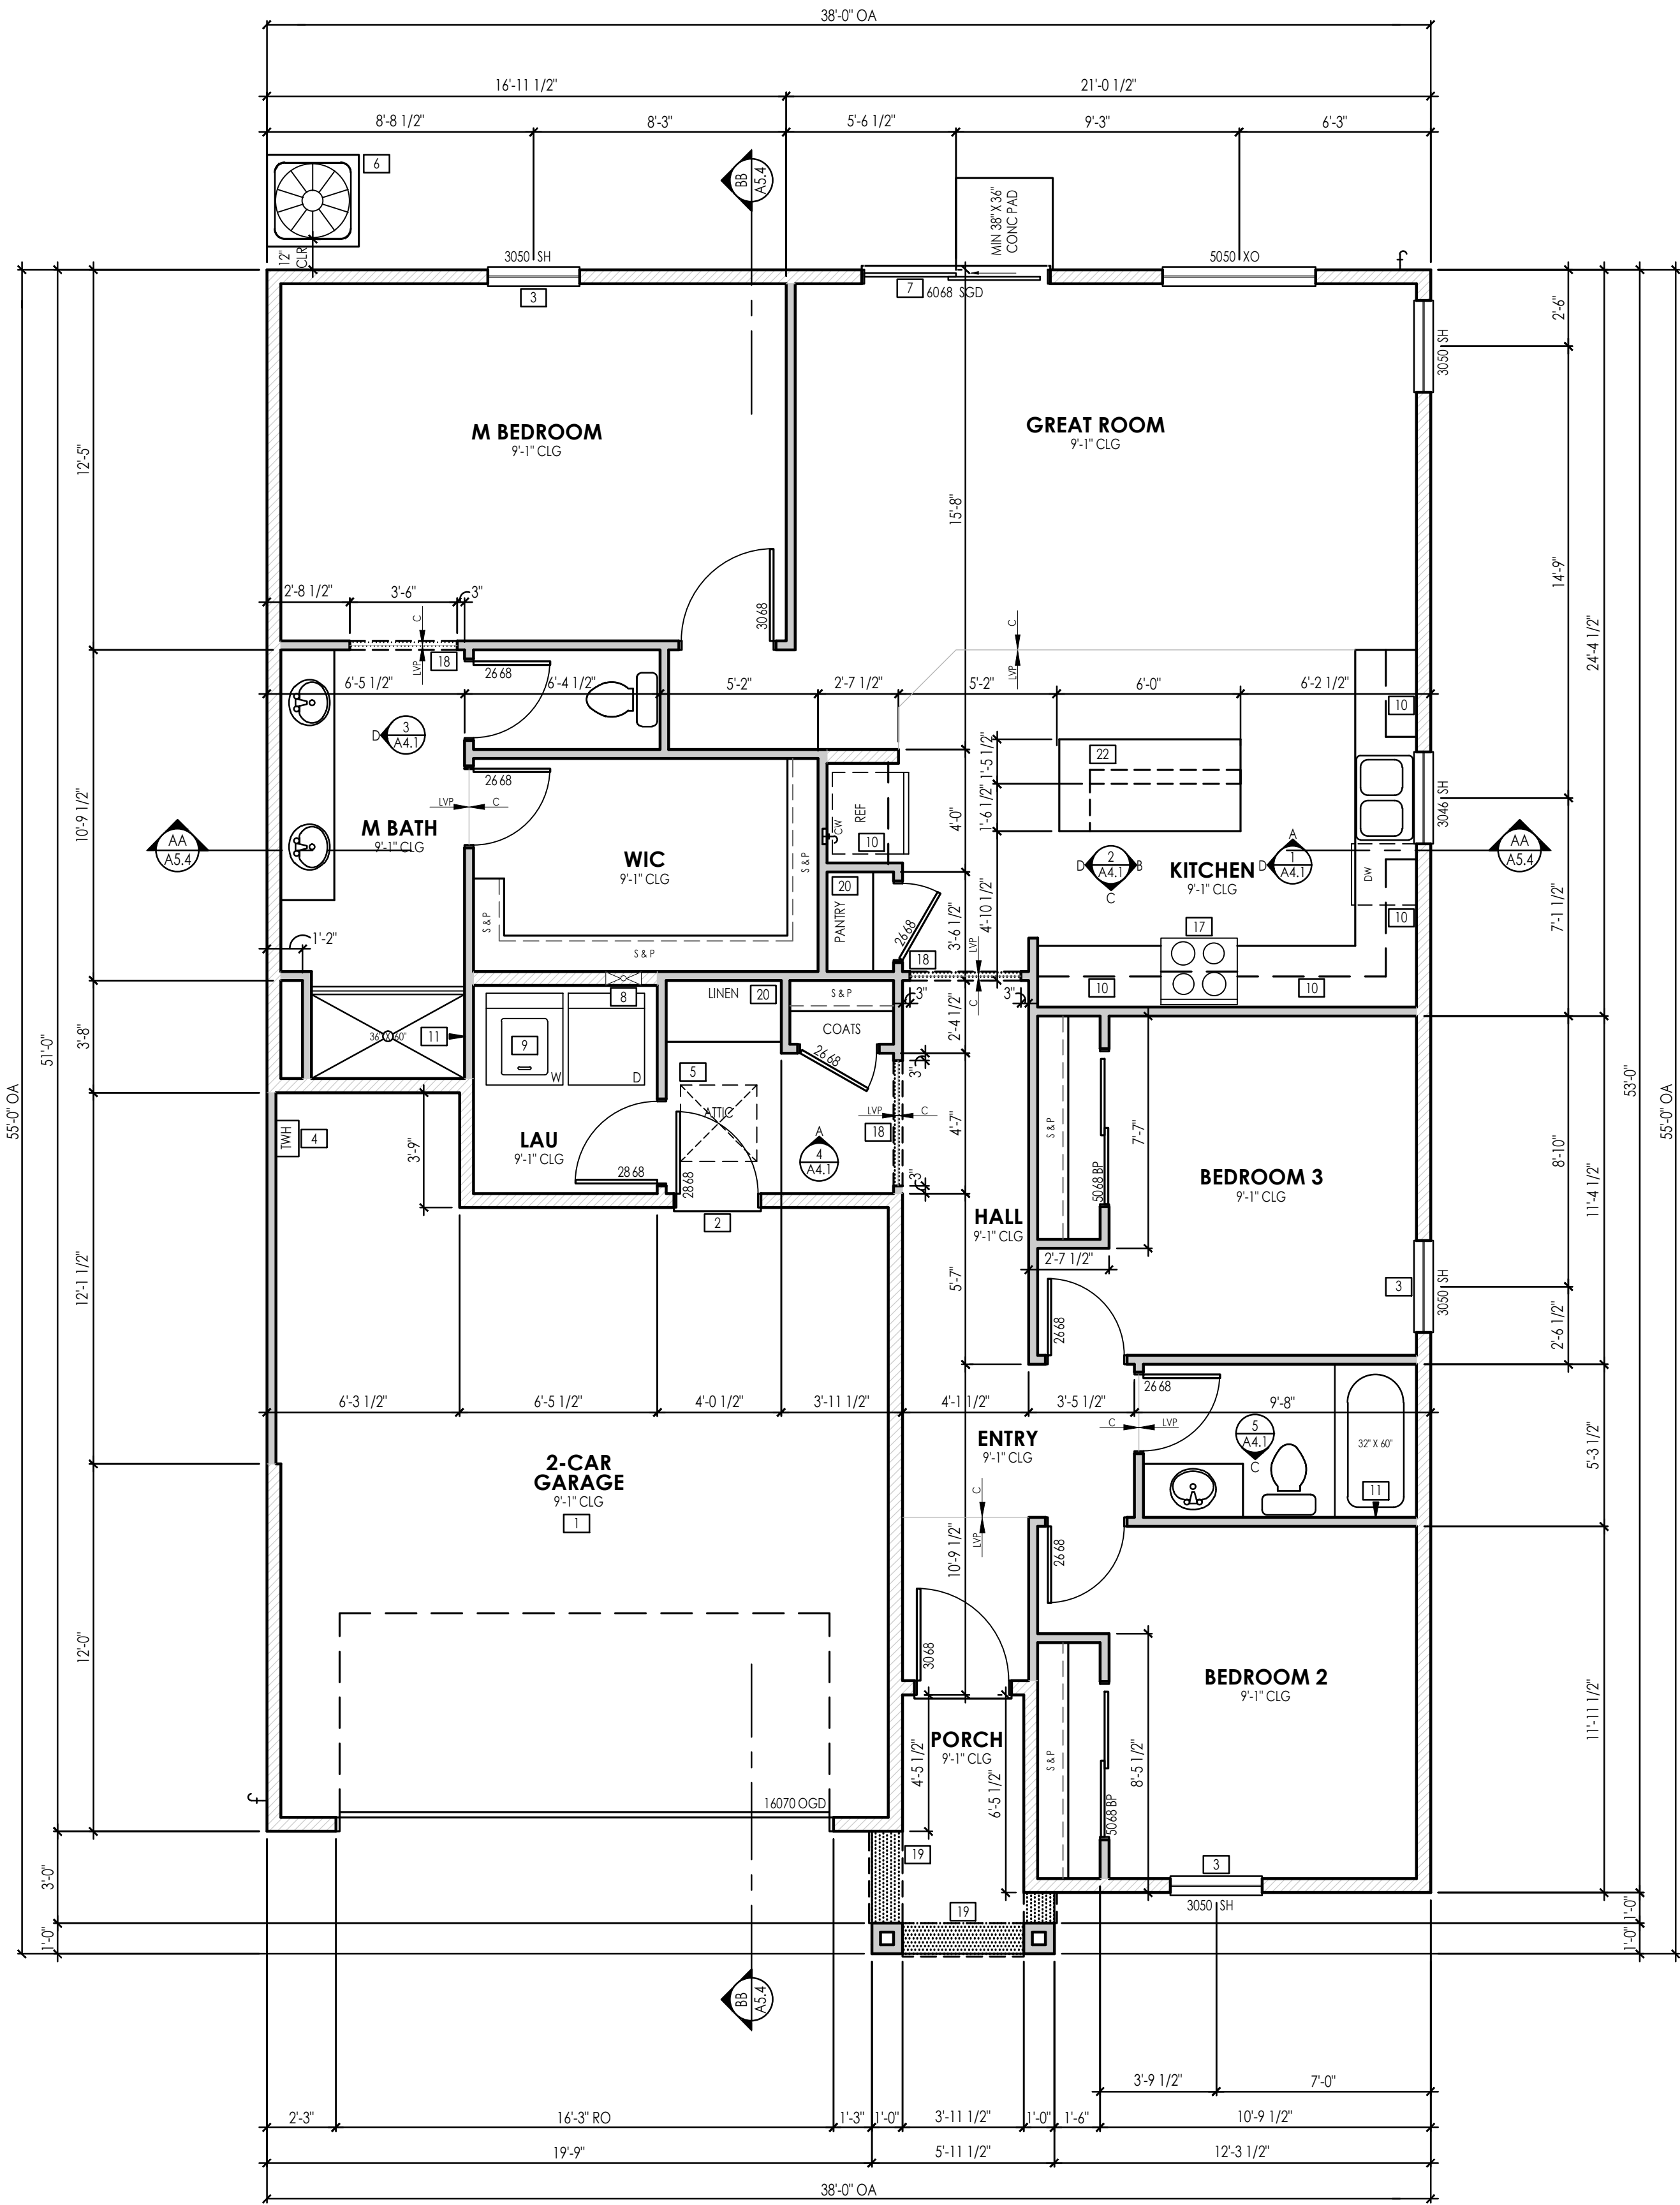 38'-0" OA
16'-11 1/2"
21'-0 1/2"
8'-8 1/2"
8'-3"
5'-6 1/2"
9'-3"
6'-3"
6
BB
A5.4
MIN 38" X 36"
CONC PAD
12"
CLR
3050 SH
3
7
6068 SGD
5050 XO
2'-6"
3050 SH
M BEDROOM
9'-1" CLG
GREAT ROOM
9'-1" CLG
12'-5"
15'-8"
14'-9"
24'-4 1/2"
2'-8 1/2"
3'-6"
3"
3068
C
LVP
18
2668
C
LVP
6'-5 1/2"
6'-4 1/2"
5'-2"
2'-7 1/2"
5'-2"
6'-0"
6'-2 1/2"
10
D
3
A4.1
2668
LVP
C
1'-5 1/2"
1'-6 1/2"
22
REF
CW
10
4'-0"
3046 SH
10'-9 1/2"
AA
A5.4
M BATH
9'-1" CLG
WIC
9'-1" CLG
S & P
S & P
S & P
D
2
A4.1
B
C
KITCHEN
9'-1" CLG
A
D
1
A4.1
DW
AA
A5.4
20
PANTRY
2668
18
3'-6 1/2"
4'-10 1/2"
LVP
C
17
10
10
10
7'-1 1/2"
1'-2"
3'-8"
51'-0"
55'-0" OA
36" X 60"
11
8
9
W
D
LINEN
20
S & P
COATS
2668
3"
3"
2'-4 1/2"
3"
5
ATTIC
LVP
C
18
4'-7"
3"
TWH
4
3'-9"
LAU
9'-1" CLG
2868
2868
A
4
A4.1
2
HALL
9'-1" CLG
S & P
5068 BP
7'-7"
BEDROOM 3
9'-1" CLG
8'-10"
11'-4 1/2"
53'-0"
55'-0" OA
2'-7 1/2"
3
3050 SH
12'-1 1/2"
5'-7"
2668
2'-6 1/2"
6'-3 1/2"
6'-5 1/2"
4'-0 1/2"
3'-11 1/2"
4'-1 1/2"
3'-5 1/2"
2668
9'-8"
C
LVP
5
A4.1
C
32" X 60"
11
5'-3 1/2"
ENTRY
9'-1" CLG
2-CAR
GARAGE
9'-1" CLG
1
C
LVP
10'-9 1/2"
2668
12'-0"
3068
BEDROOM 2
9'-1" CLG
11'-11 1/2"
PORCH
9'-1" CLG
4'-5 1/2"
6'-5 1/2"
S & P
5068 BP
8'-5 1/2"
16070 OGD
19
19
3
3050 SH
3'-0"
1'-0"
1'-0"
1'-0"
BB
A5.4
3'-9 1/2"
7'-0"
2'-3"
16'-3" RO
1'-3"
1'-0"
3'-11 1/2"
1'-0"
1'-6"
10'-9 1/2"
19'-9"
5'-11 1/2"
12'-3 1/2"
38'-0" OA